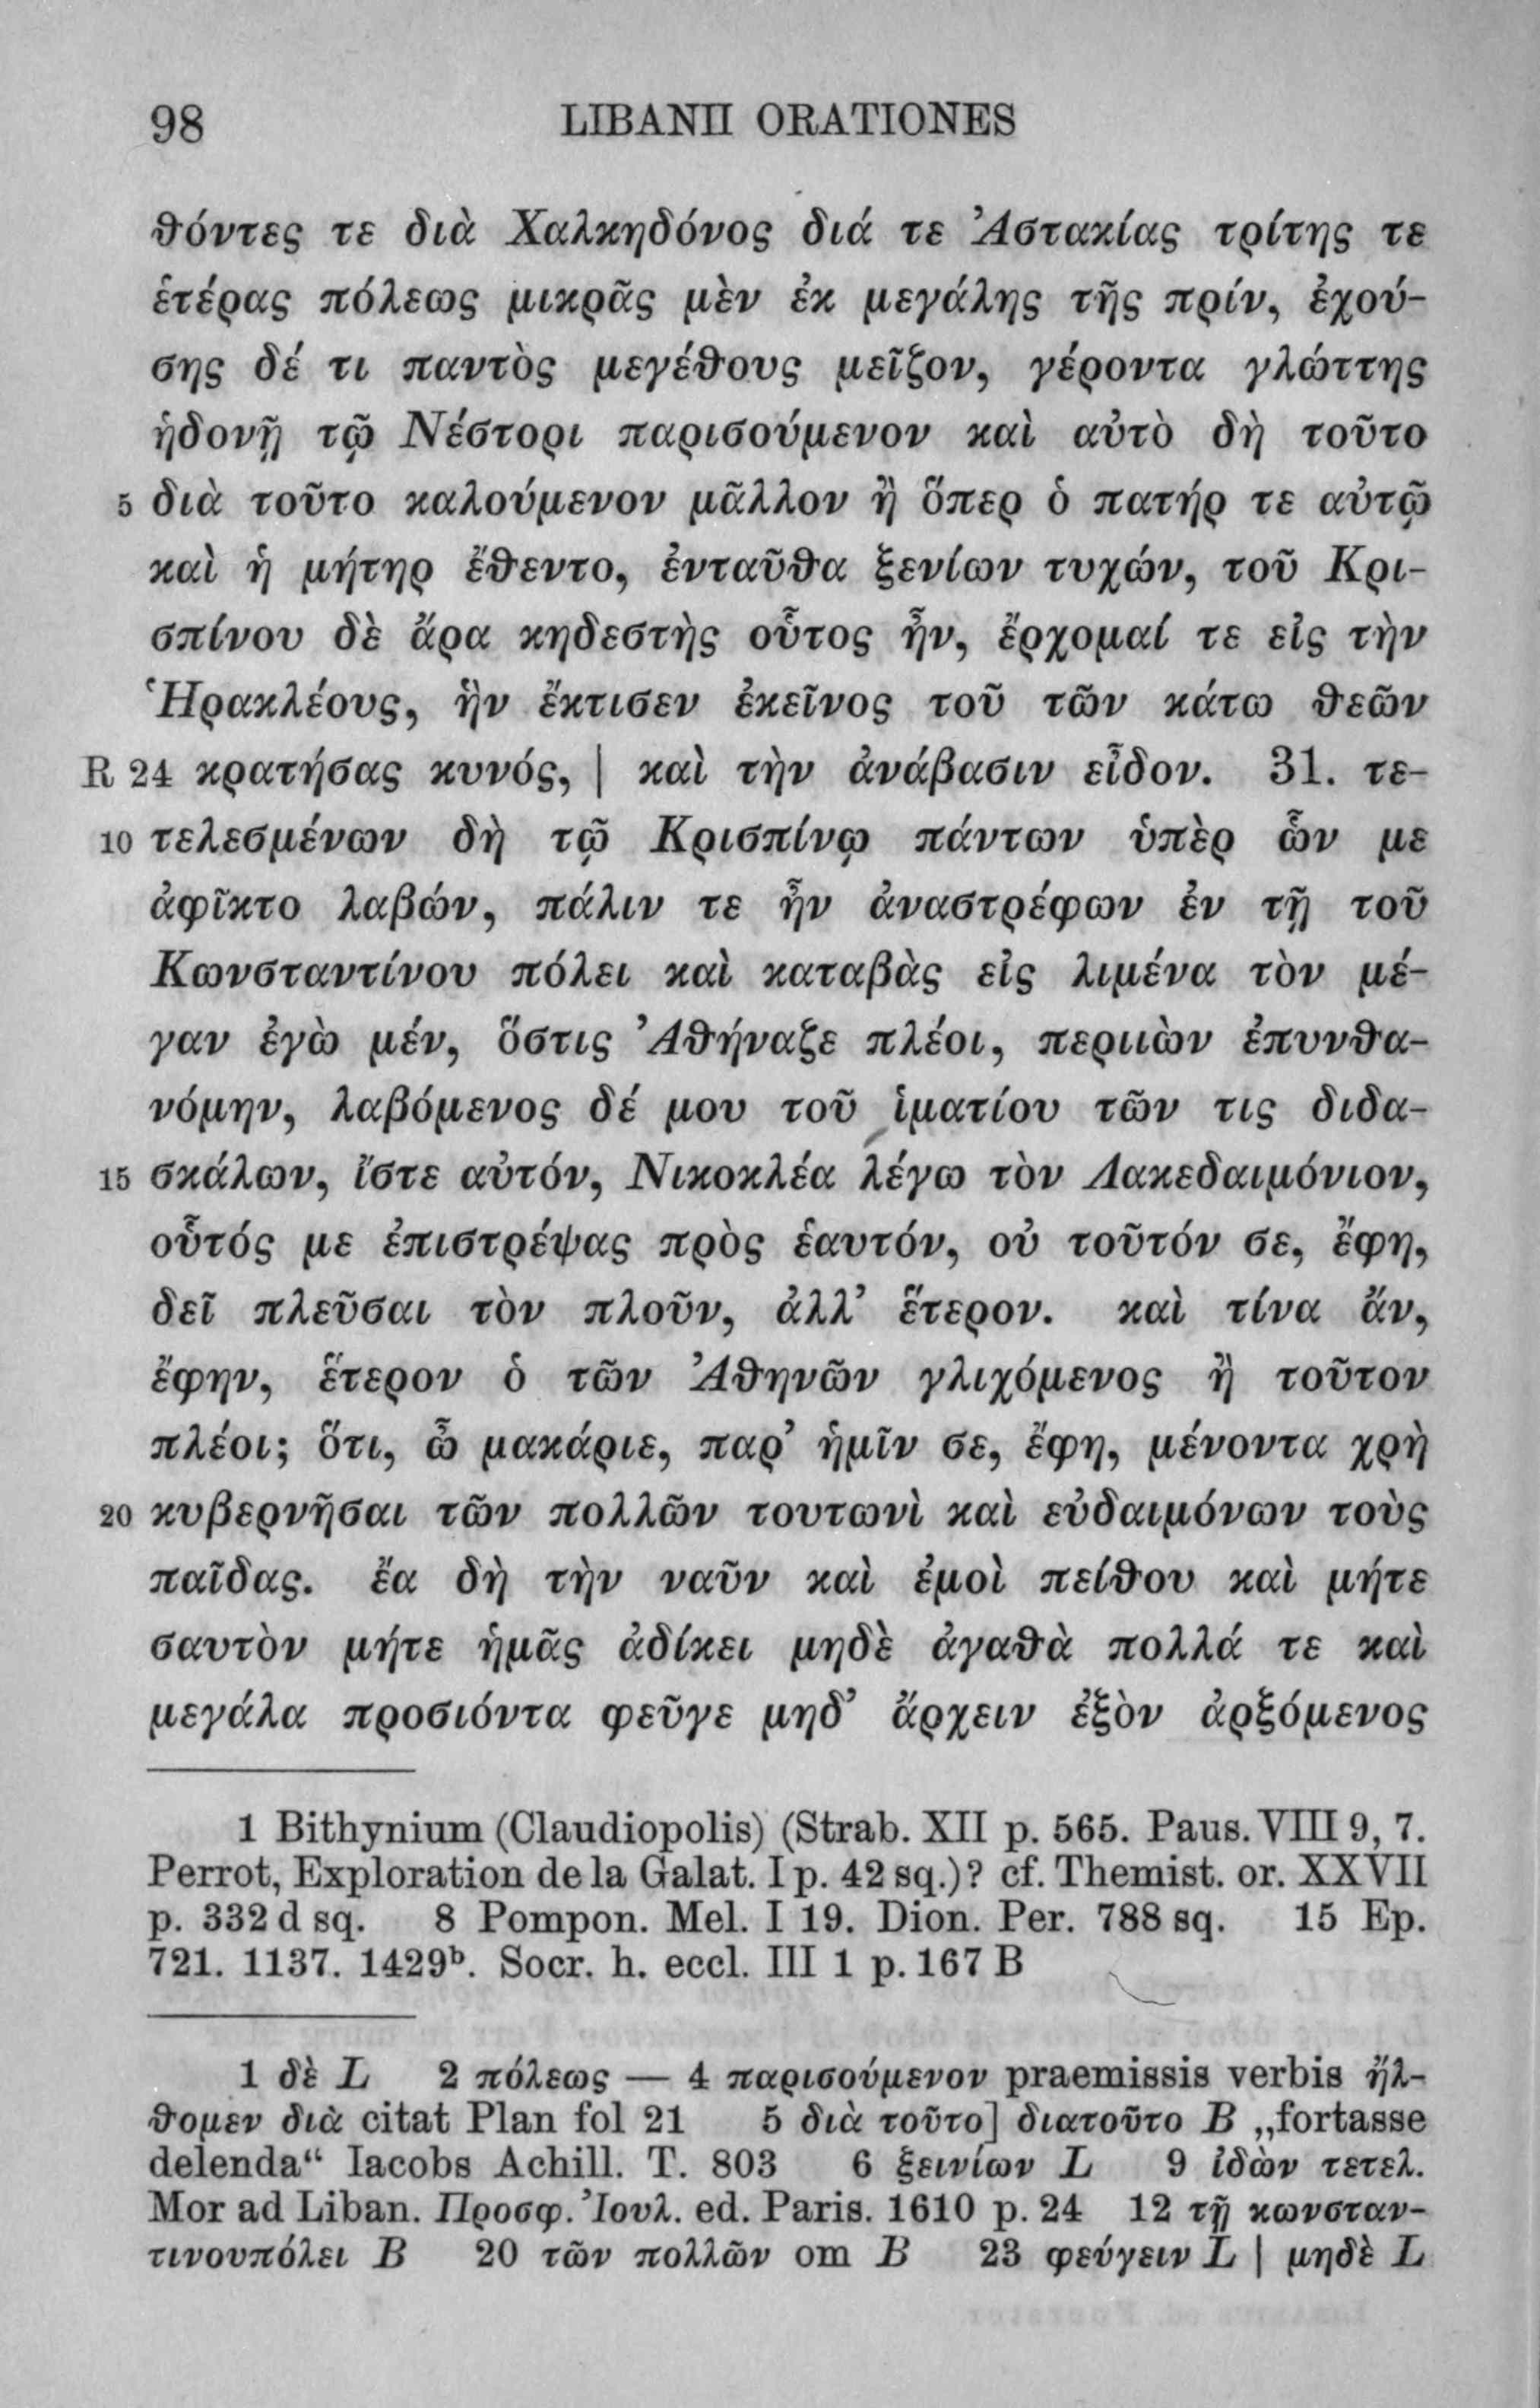 98 LIBANII ORATIONES
θόντες τε διὰ Χαλκηδόνος διά τε Ἀστακίας τρίτης τε
ἑτέρας πόλεως μικρᾶς μὲν ἐκ μεγάλης τῆς πρίν, ἐχού-
σης δέ τι παντὸς μεγέθους μεῖζον, γέροντα γλώττης
ἡδονῇ τῷ Νέστορι παρισούμενον καὶ αὐτὸ δὴ τοῦτο
5 διὰ τοῦτο καλούμενον μᾶλλον ἢ ὅπερ ὁ πατήρ τε αὐτῷ
καὶ ἡ μήτηρ ἔθεντο, ἐνταῦθα ξενίων τυχών, τοῦ Κρι-
σπίνου δὲ ἄρα κηδεστὴς οὗτος ἦν, ἔρχομαί τε εἰς τὴν
Ἡρακλέους, ἣν ἔκτισεν ἐκεῖνος τοῦ τῶν κάτω θεῶν
R 24 κρατήσας κυνός, | καὶ τὴν ἀνάβασιν εἶδον. 31. τε-
10 τελεσμένων δὴ τῷ Κρισπίνῳ πάντων ὑπὲρ ὧν με
ἀφῖκτο λαβών, πάλιν τε ἦν ἀναστρέφων ἐν τῇ τοῦ
Κωνσταντίνου πόλει καὶ καταβὰς εἰς λιμένα τὸν μέ-
γαν ἐγὼ μέν, ὅστις Ἀθήναζε πλέοι, περιιὼν ἐπυνθα-
νόμην, λαβόμενος δέ μου τοῦ ἱματίου τῶν τις διδα-
15 σκάλων, ἴστε αὐτόν, Νικοκλέα λέγω τὸν Λακεδαιμόνιον,
οὗτός με ἐπιστρέψας πρὸς ἑαυτόν, οὐ τοῦτόν σε, ἔφη,
δεῖ πλεῦσαι τὸν πλοῦν, ἀλλ’ ἕτερον. καὶ τίνα ἄν,
ἔφην, ἕτερον ὁ τῶν Ἀθηνῶν γλιχόμενος ἢ τοῦτον
πλέοι; ὅτι, ὦ μακάριε, παρ’ ἡμῖν σε, ἔφη, μένοντα χρὴ
20 κυβερνῆσαι τῶν πολλῶν τουτωνὶ καὶ εὐδαιμόνων τοὺς
παῖδας. ἔα δὴ τὴν ναῦν καὶ ἐμοὶ πείθου καὶ μήτε
σαυτὸν μήτε ἡμᾶς ἀδίκει μηδὲ ἀγαθὰ πολλά τε καὶ
μεγάλα προσιόντα φεῦγε μηδ’ ἄρχειν ἐξὸν ἀρξόμενος
1 Bithynium (Claudiopolis) (Strab. XII p. 565. Paus. VIII 9, 7.
Perrot, Exploration de la Galat. I p. 42 sq.)? cf. Themist. or. XXVII
p. 332 d sq. 8 Pompon. Mel. I 19. Dion. Per. 788 sq. 15 Ep.
721. 1137. 1429ᵇ. Socr. h. eccl. III 1 p. 167 B
1 δὲ L 2 πόλεως — 4 παρισούμενον praemissis verbis ἤλ-
θομεν διὰ citat Plan fol 21 5 διὰ τοῦτο] διατοῦτο B „fortasse
delenda“ Iacobs Achill. T. 803 6 ξεινίων L 9 ἰδὼν τετελ.
Mor ad Liban. Προσφ. Ἰουλ. ed. Paris. 1610 p. 24 12 τῇ κωνσταν-
τινουπόλει B 20 τῶν πολλῶν om B 23 φεύγειν L | μηδὲ L